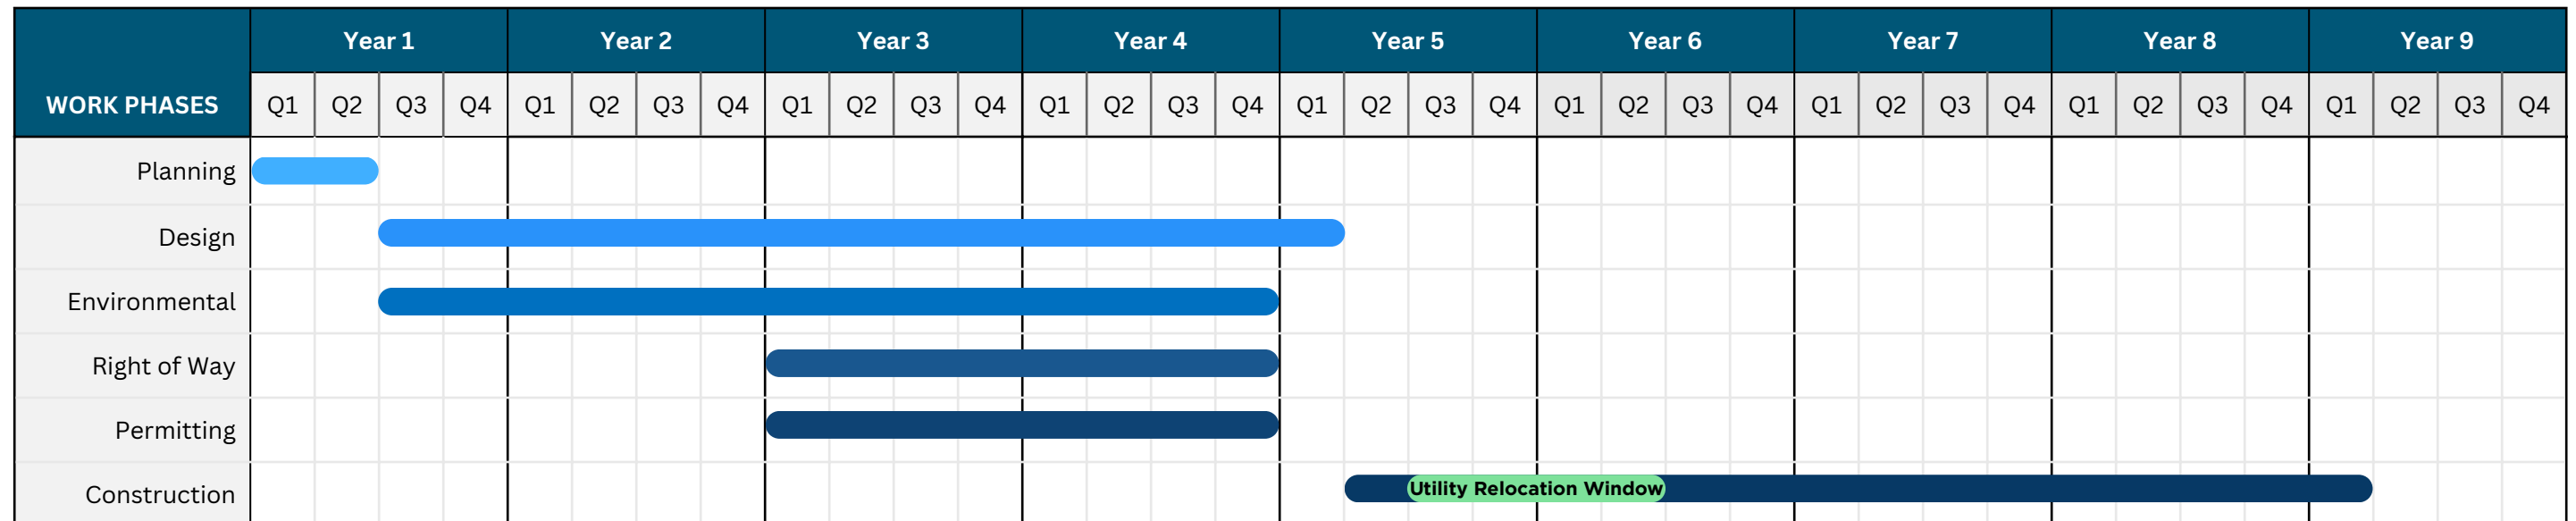 Year 1 Year 2 Year 3 Year 4 Year 5 Year 6 Year 7 Year 8 Year 9
WORK PHASES Q1 Q2 Q3 Q4 Q1 Q2 Q3 Q4 Q1 Q2 Q3 Q4 Q1 Q2 Q3 Q4 Q1 Q2 Q3 Q4 Q1 Q2 Q3 Q4 Q1 Q2 Q3 Q4 Q1 Q2 Q3 Q4 Q1 Q2 Q3 Q4
Planning
Design
Environmental
Right of Way
Permitting
Construction Utility Relocation Window